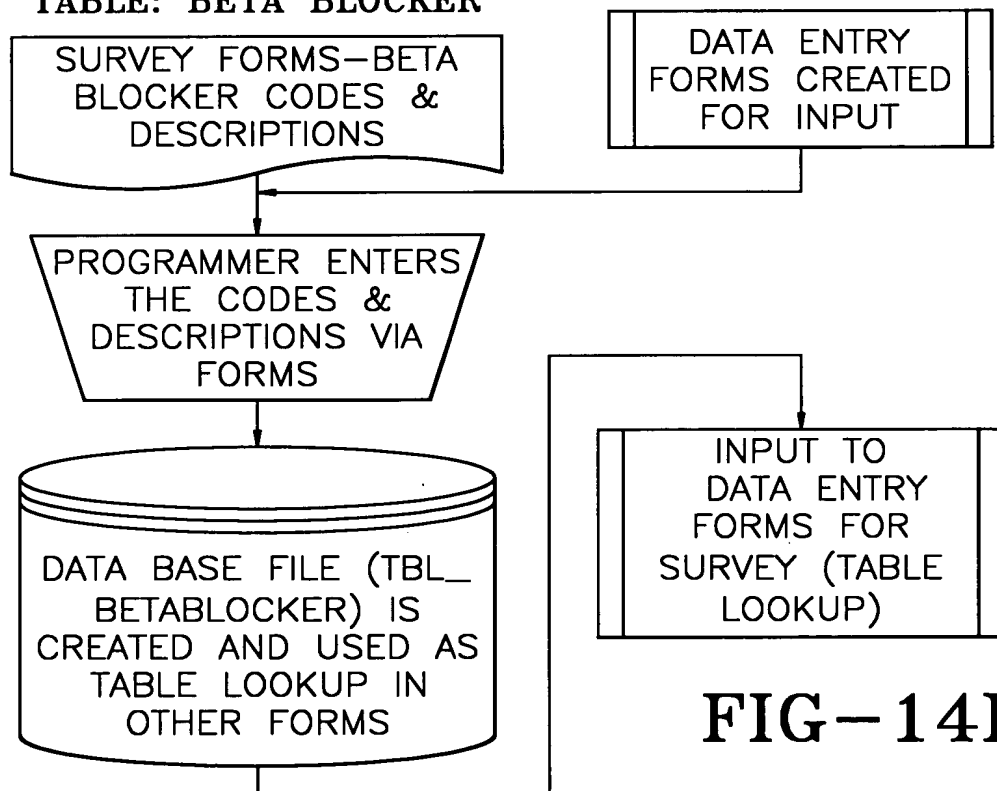 TABLE: BETA BLOCKER
SURVEY FORMS-BETA
BLOCKER CODES &
DESCRIPTIONS
DATA ENTRY
FORMS CREATED
FOR INPUT
PROGRAMMER ENTERS
THE CODES &
DESCRIPTIONS VIA
FORMS
DATA BASE FILE (TBL_
BETABLOCKER) IS
CREATED AND USED AS
TABLE LOOKUP IN
OTHER FORMS
INPUT TO
DATA ENTRY
FORMS FOR
SURVEY (TABLE
LOOKUP)